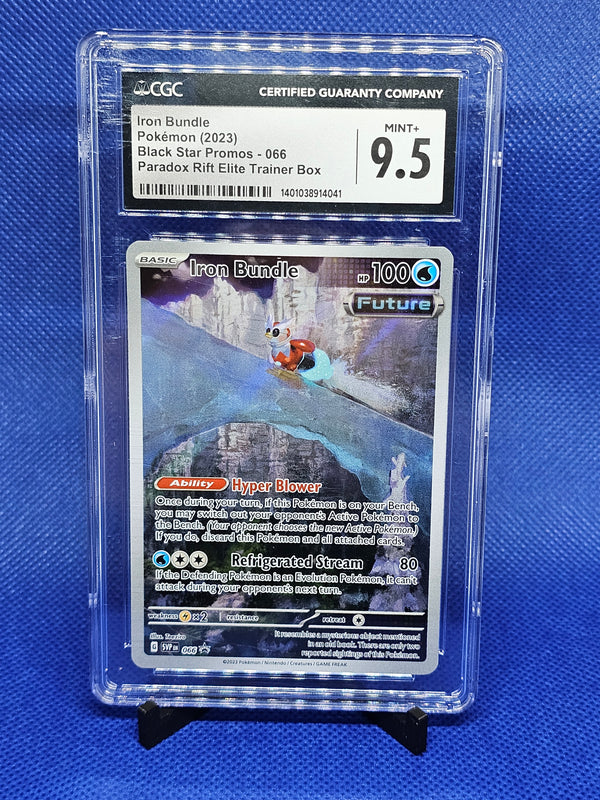 CGC CERTIFIED GUARANTY COMPANY
Iron Bundle
Pokémon (2023)
Black Star Promos - 066
Paradox Rift Elite Trainer Box
MINT+
9.5
1401038914041
BASIC Iron Bundle HP 100
Future
Ability Hyper Blower
Once during your turn, if this Pokémon is on your Bench,
you may switch out your opponent's Active Pokémon to
the Bench. (Your opponent chooses the new Active Pokémon.)
If you do, discard this Pokémon and all attached cards.
Refrigerated Stream 80
If the Defending Pokémon is an Evolution Pokémon, it can't
attack during your opponent's next turn.
weakness x2 resistance retreat
Illus.
It resembles a mysterious object mentioned
in an old book. There are only two
reported sightings of this Pokémon.
G SVP EN 066
©2023 Pokémon / Nintendo / Creatures / GAME FREAK